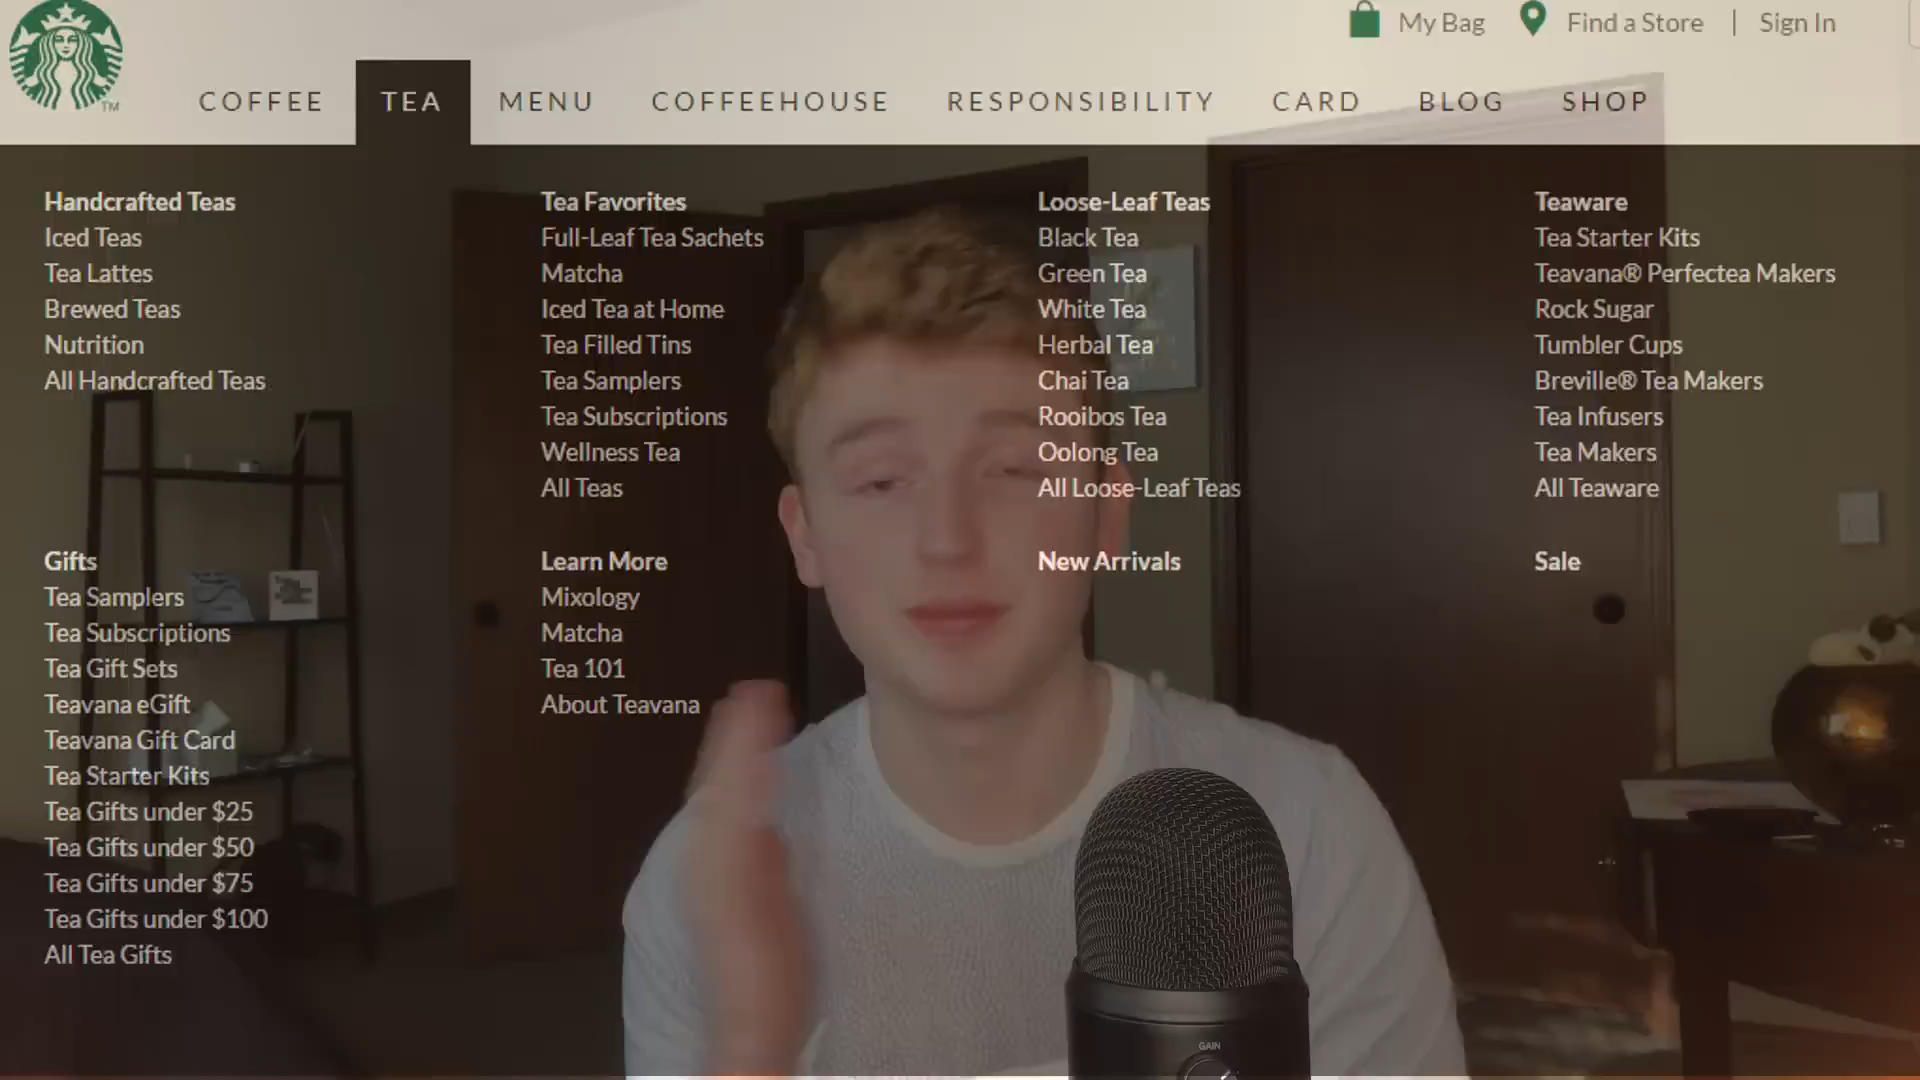 TM
My Bag
Find a Store | Sign In
COFFEE
TEA
MENU
COFFEEHOUSE
RESPONSIBILITY
CARD
BLOG
SHOP
Handcrafted Teas
Iced Teas
Tea Lattes
Brewed Teas
Nutrition
All Handcrafted Teas
Tea Favorites
Full-Leaf Tea Sachets
Matcha
Iced Tea at Home
Tea Filled Tins
Tea Samplers
Tea Subscriptions
Wellness Tea
All Teas
Loose-Leaf Teas
Black Tea
Green Tea
White Tea
Herbal Tea
Chai Tea
Rooibos Tea
Oolong Tea
All Loose-Leaf Teas
Teaware
Tea Starter Kits
Teavana® Perfectea Makers
Rock Sugar
Tumbler Cups
Breville® Tea Makers
Tea Infusers
Tea Makers
All Teaware
Gifts
Tea Samplers
Tea Subscriptions
Tea Gift Sets
Teavana eGift
Teavana Gift Card
Tea Starter Kits
Tea Gifts under $25
Tea Gifts under $50
Tea Gifts under $75
Tea Gifts under $100
All Tea Gifts
Learn More
Mixology
Matcha
Tea 101
About Teavana
New Arrivals
Sale
GAIN